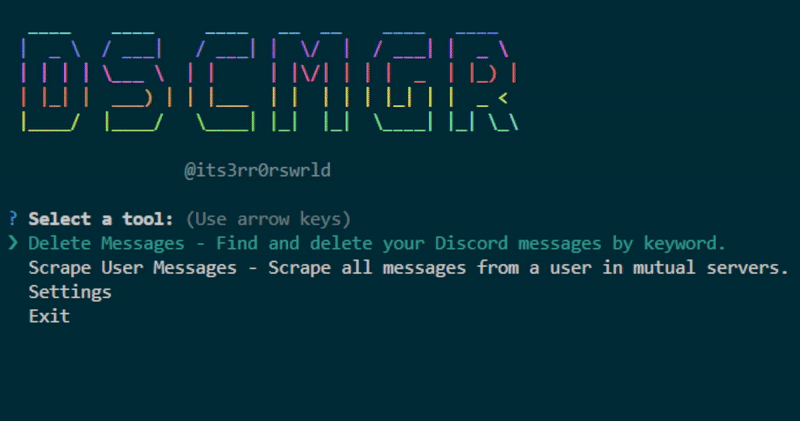 DSCMGR
@its3rr0rswrld
? Select a tool: (Use arrow keys)
❯ Delete Messages - Find and delete your Discord messages by keyword.
Scrape User Messages - Scrape all messages from a user in mutual servers.
Settings
Exit